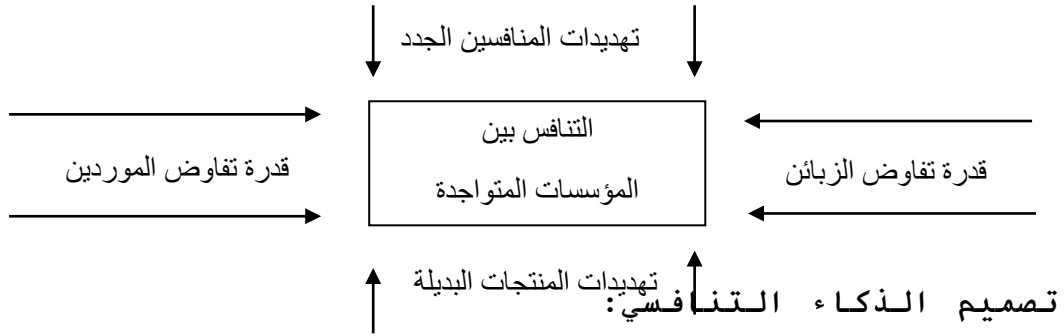 تهديدات المنافسين الجدد
التنافس بين
المؤسسات المتواجدة
قدرة تفاوض الزبائن
قدرة تفاوض الموردين
تهديدات المنتجات البديلة
تصميم الذكاء التنافسي: